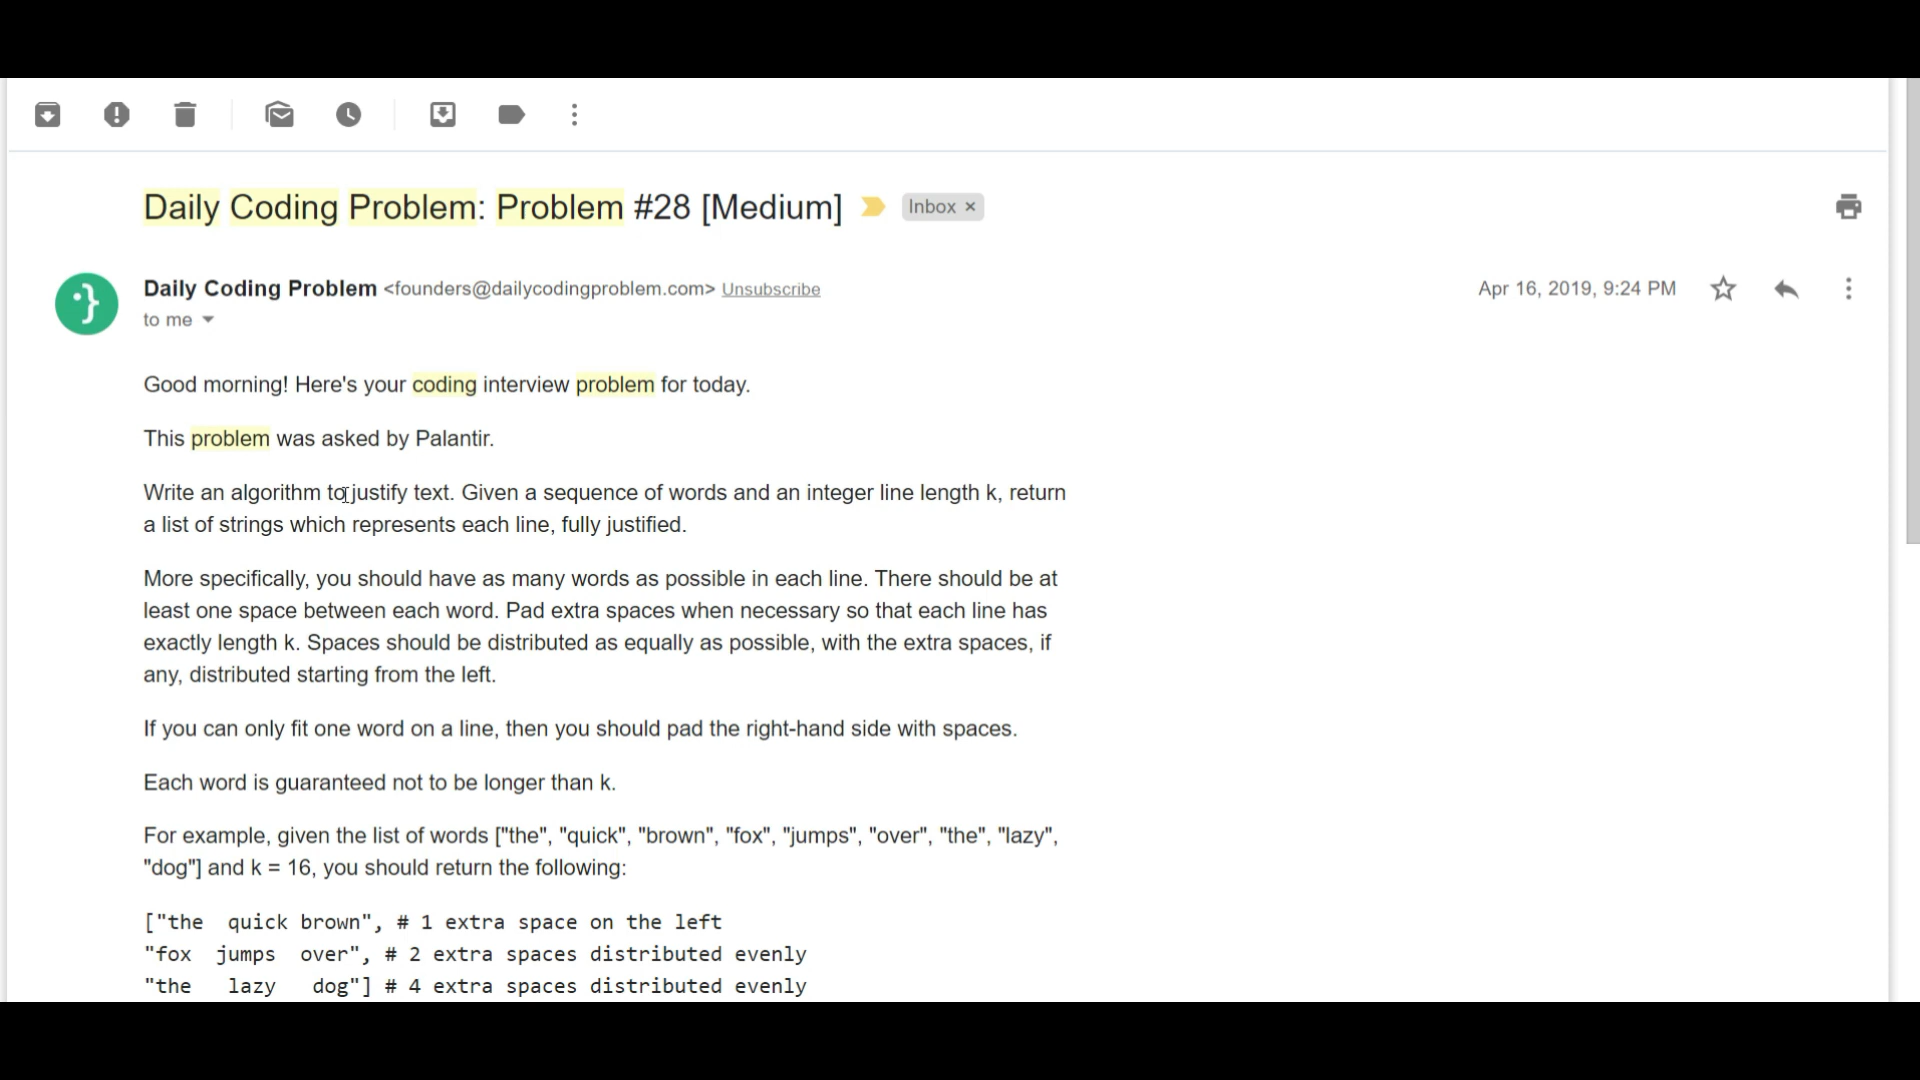 Daily Coding Problem: Problem #28 [Medium] Inbox ×
Daily Coding Problem <founders@dailycodingproblem.com> Unsubscribe Apr 16, 2019, 9:24 PM
to me
Good morning! Here's your coding interview problem for today.
This problem was asked by Palantir.
Write an algorithm to justify text. Given a sequence of words and an integer line length k, return
a list of strings which represents each line, fully justified.
More specifically, you should have as many words as possible in each line. There should be at
least one space between each word. Pad extra spaces when necessary so that each line has
exactly length k. Spaces should be distributed as equally as possible, with the extra spaces, if
any, distributed starting from the left.
If you can only fit one word on a line, then you should pad the right-hand side with spaces.
Each word is guaranteed not to be longer than k.
For example, given the list of words ["the", "quick", "brown", "fox", "jumps", "over", "the", "lazy",
"dog"] and k = 16, you should return the following:
["the  quick brown", # 1 extra space on the left
"fox  jumps  over", # 2 extra spaces distributed evenly
"the   lazy   dog"] # 4 extra spaces distributed evenly